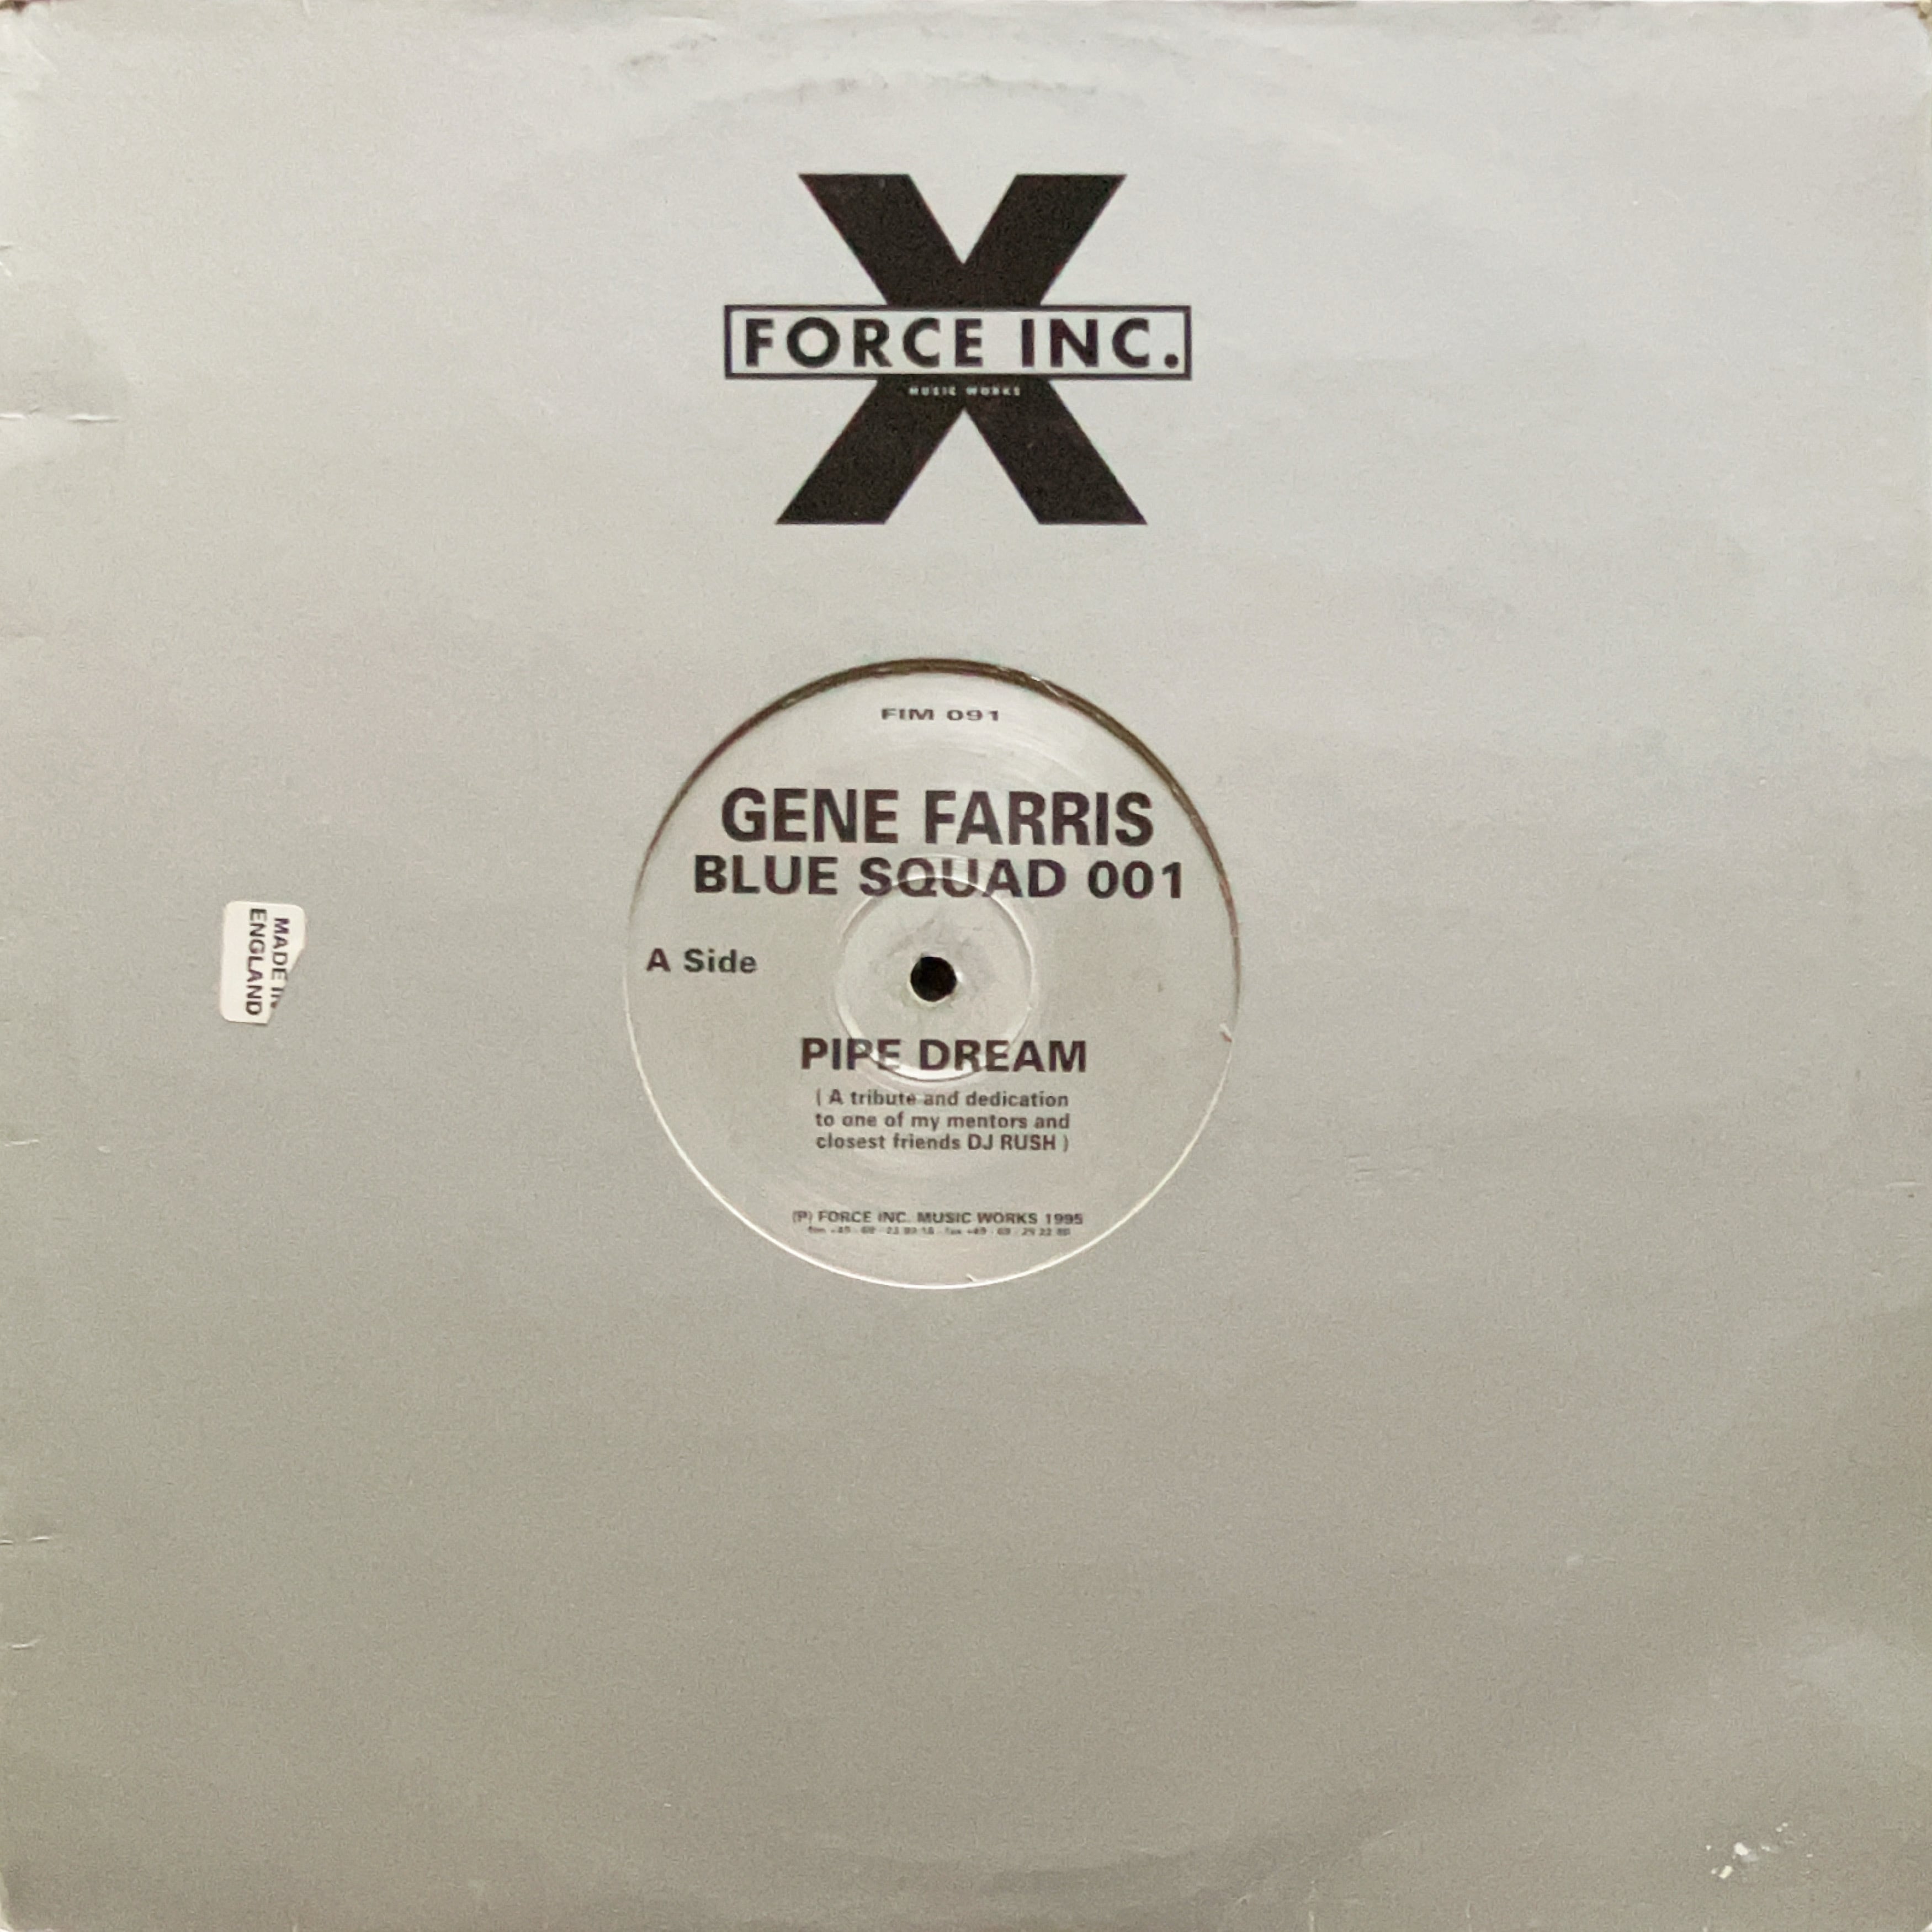 X
FORCE INC.
MUSIC WORKS
FIM 091
GENE FARRIS
BLUE SQUAD 001
A Side
MADE IN
ENGLAND
PIPE DREAM
( A tribute and dedication
to one of my mentors and
closest friends DJ RUSH )
(P) FORCE INC. MUSIC WORKS 1995